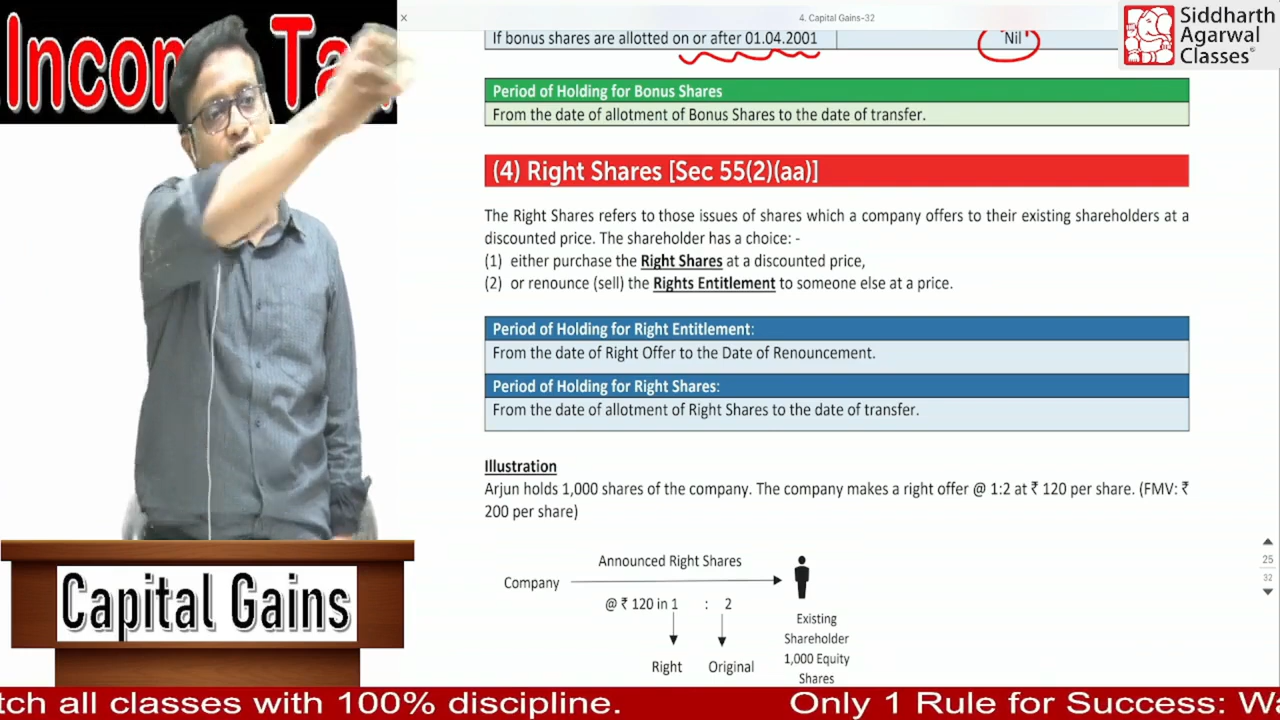 Income Ta
×
4. Capital Gains-32
Siddharth
Agarwal
Classes
If bonus shares are allotted on or after 01.04.2001
Nil
Period of Holding for Bonus Shares
From the date of allotment of Bonus Shares to the date of transfer.
(4) Right Shares [Sec 55(2)(aa)]
The Right Shares refers to those issues of shares which a company offers to their existing shareholders at a
discounted price. The shareholder has a choice: -
(1) either purchase the Right Shares at a discounted price,
(2) or renounce (sell) the Rights Entitlement to someone else at a price.
Period of Holding for Right Entitlement:
From the date of Right Offer to the Date of Renouncement.
Period of Holding for Right Shares:
From the date of allotment of Right Shares to the date of transfer.
Illustration
Arjun holds 1,000 shares of the company. The company makes a right offer @ 1:2 at ₹ 120 per share. (FMV: ₹
200 per share)
Announced Right Shares
Company
@ ₹ 120 in 1 : 2
Right Original
Existing
Shareholder
1,000 Equity
Shares
25
32
Capital Gains
tch all classes with 100% discipline. Only 1 Rule for Success: Wa